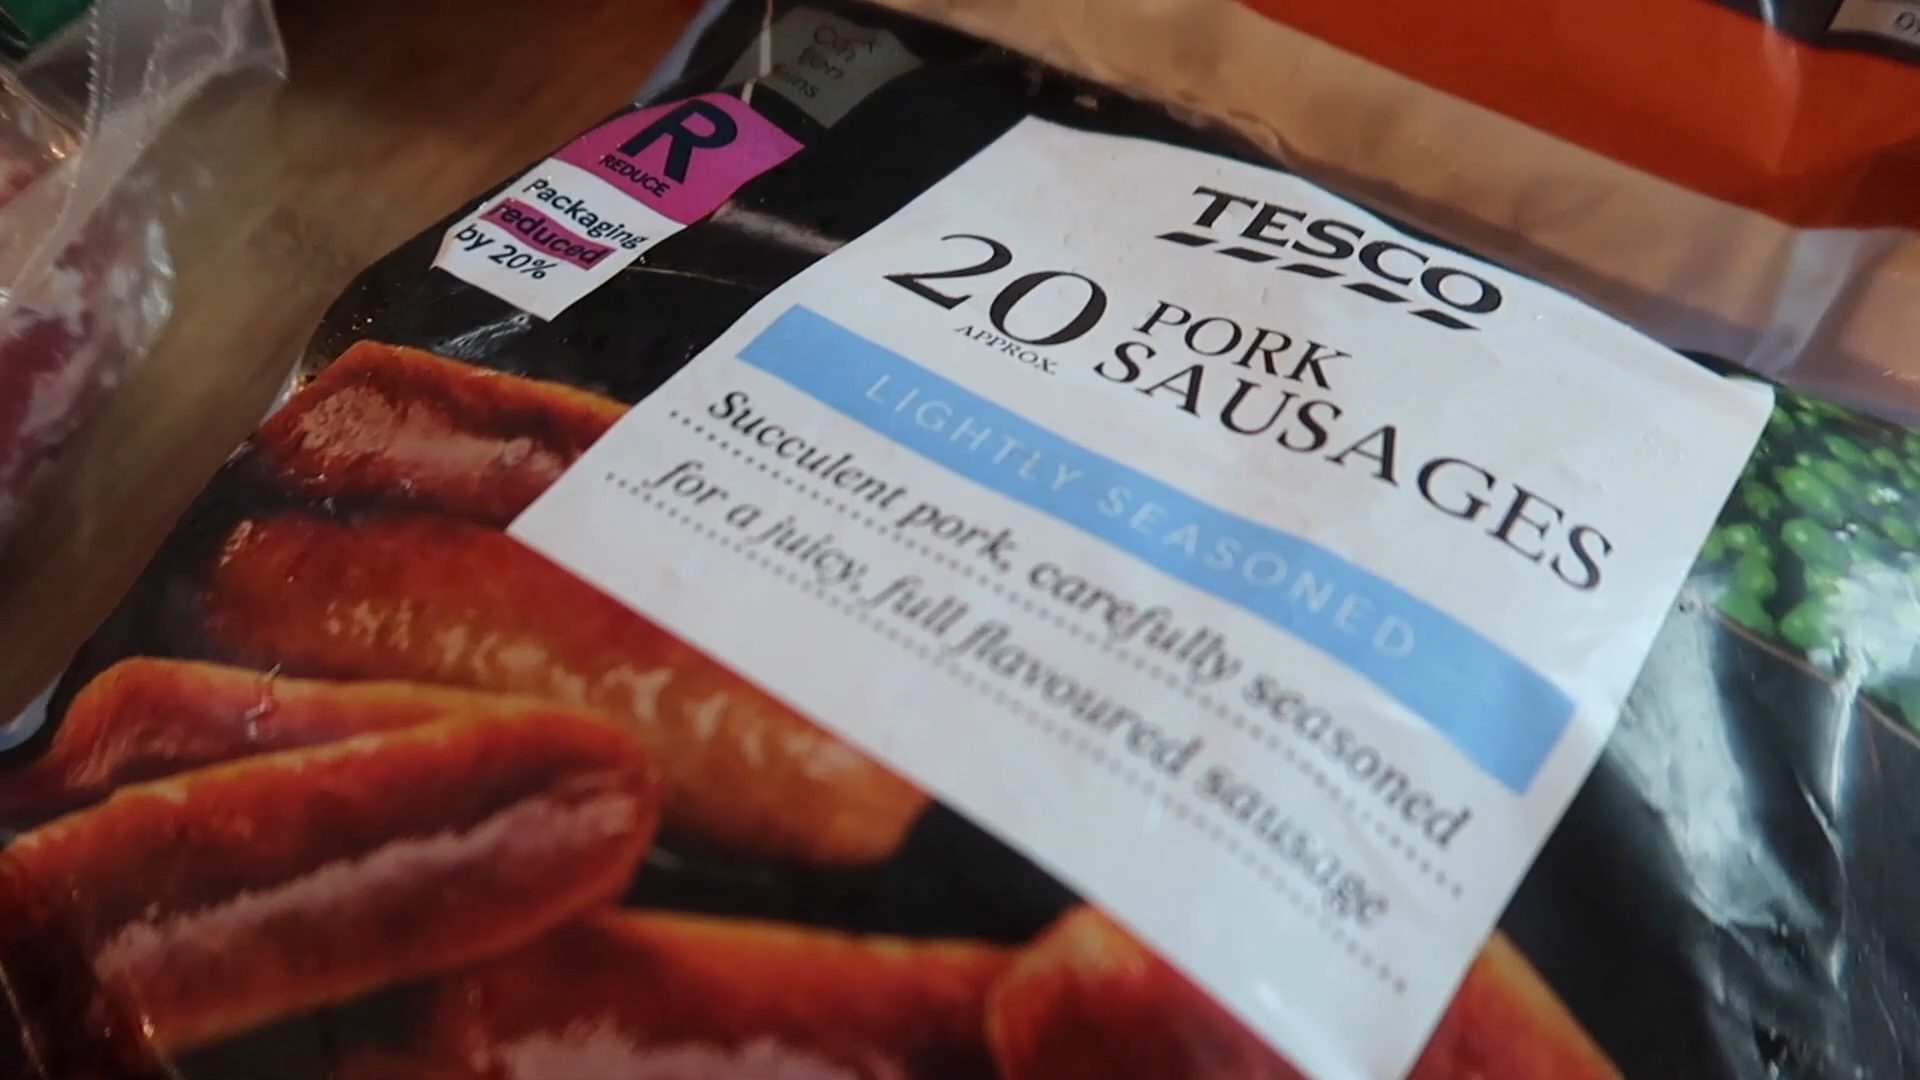 R
REDUCE
Packaging
reduced
by 20%
TESCO
20 PORK
APPROX. SAUSAGES
LIGHTLY SEASONED
Succulent pork, carefully seasoned
for a juicy, full flavoured sausage